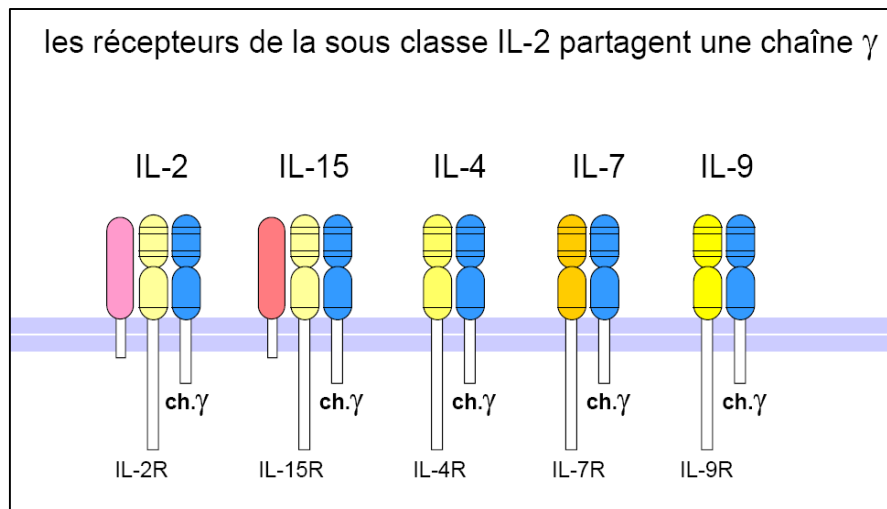 les récepteurs de la sous classe IL-2 partagent une chaîne γ
IL-2 IL-15 IL-4 IL-7 IL-9
ch.γ ch.γ ch.γ ch.γ ch.γ
IL-2R IL-15R IL-4R IL-7R IL-9R